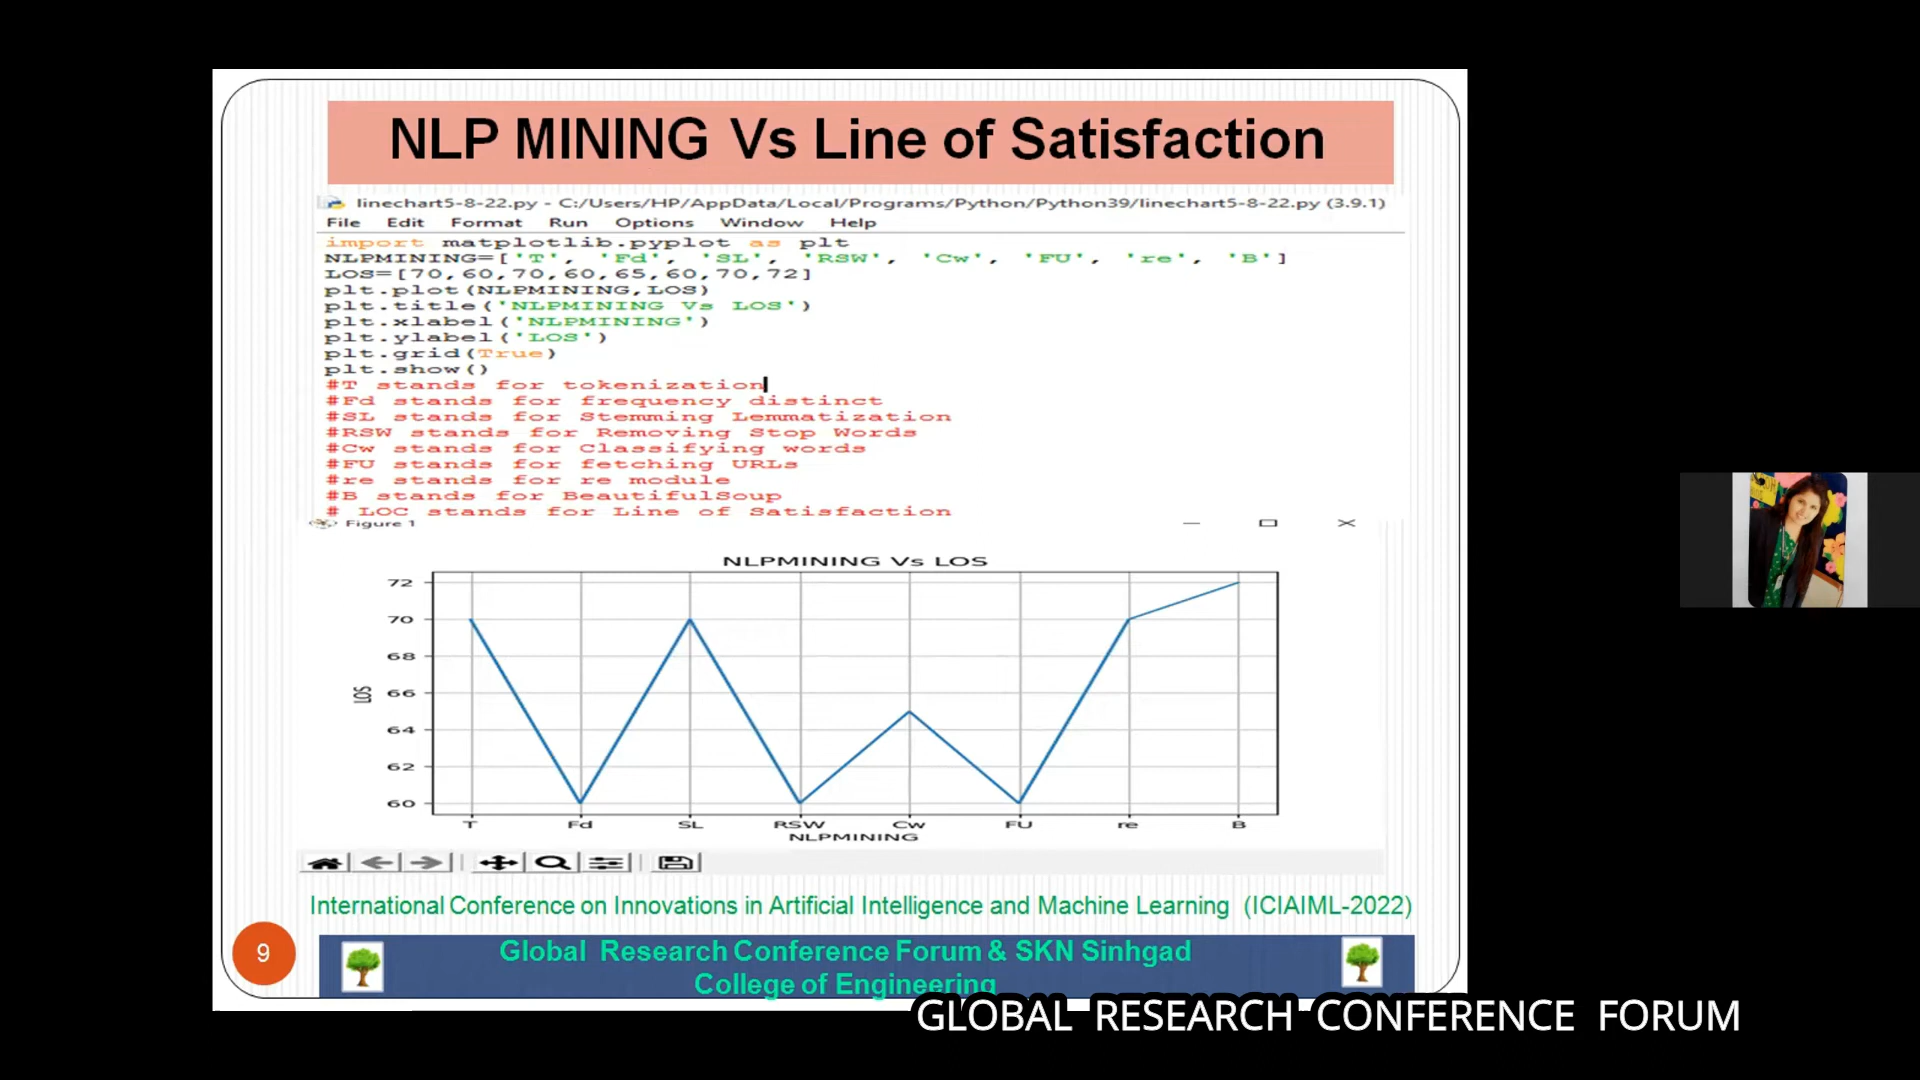 NLP MINING Vs Line of Satisfaction
linechart5-8-22.py - C:/Users/HP/AppData/Local/Programs/Python/Python39/linechart5-8-22.py (3.9.1)
File Edit Format Run Options Window Help
import matplotlib.pyplot as plt
NLPMINING=['T', 'Fd', 'SL', 'RSW', 'Cw', 'FU', 're', 'B']
LOS=[70,60,70,60,65,60,70,72]
plt.plot(NLPMINING,LOS)
plt.title('NLPMINING Vs LOS')
plt.xlabel('NLPMINING')
plt.ylabel('LOS')
plt.grid(True)
plt.show()
#T stands for tokenization
#Fd stands for frequency distinct
#SL stands for Stemming Lemmatization
#RSW stands for Removing Stop Words
#Cw stands for Classifying words
#FU stands for fetching URLs
#re stands for re module
#B stands for BeautifulSoup
# LOC stands for Line of Satisfaction
Figure 1
NLPMINING Vs LOS
72
70
68
66
64
62
60
LOS
T Fd SL RSW Cw FU re B
NLPMINING
International Conference on Innovations in Artificial Intelligence and Machine Learning (ICIAIML-2022)
9
Global Research Conference Forum & SKN Sinhgad
College of Engineering
GLOBAL RESEARCH CONFERENCE FORUM